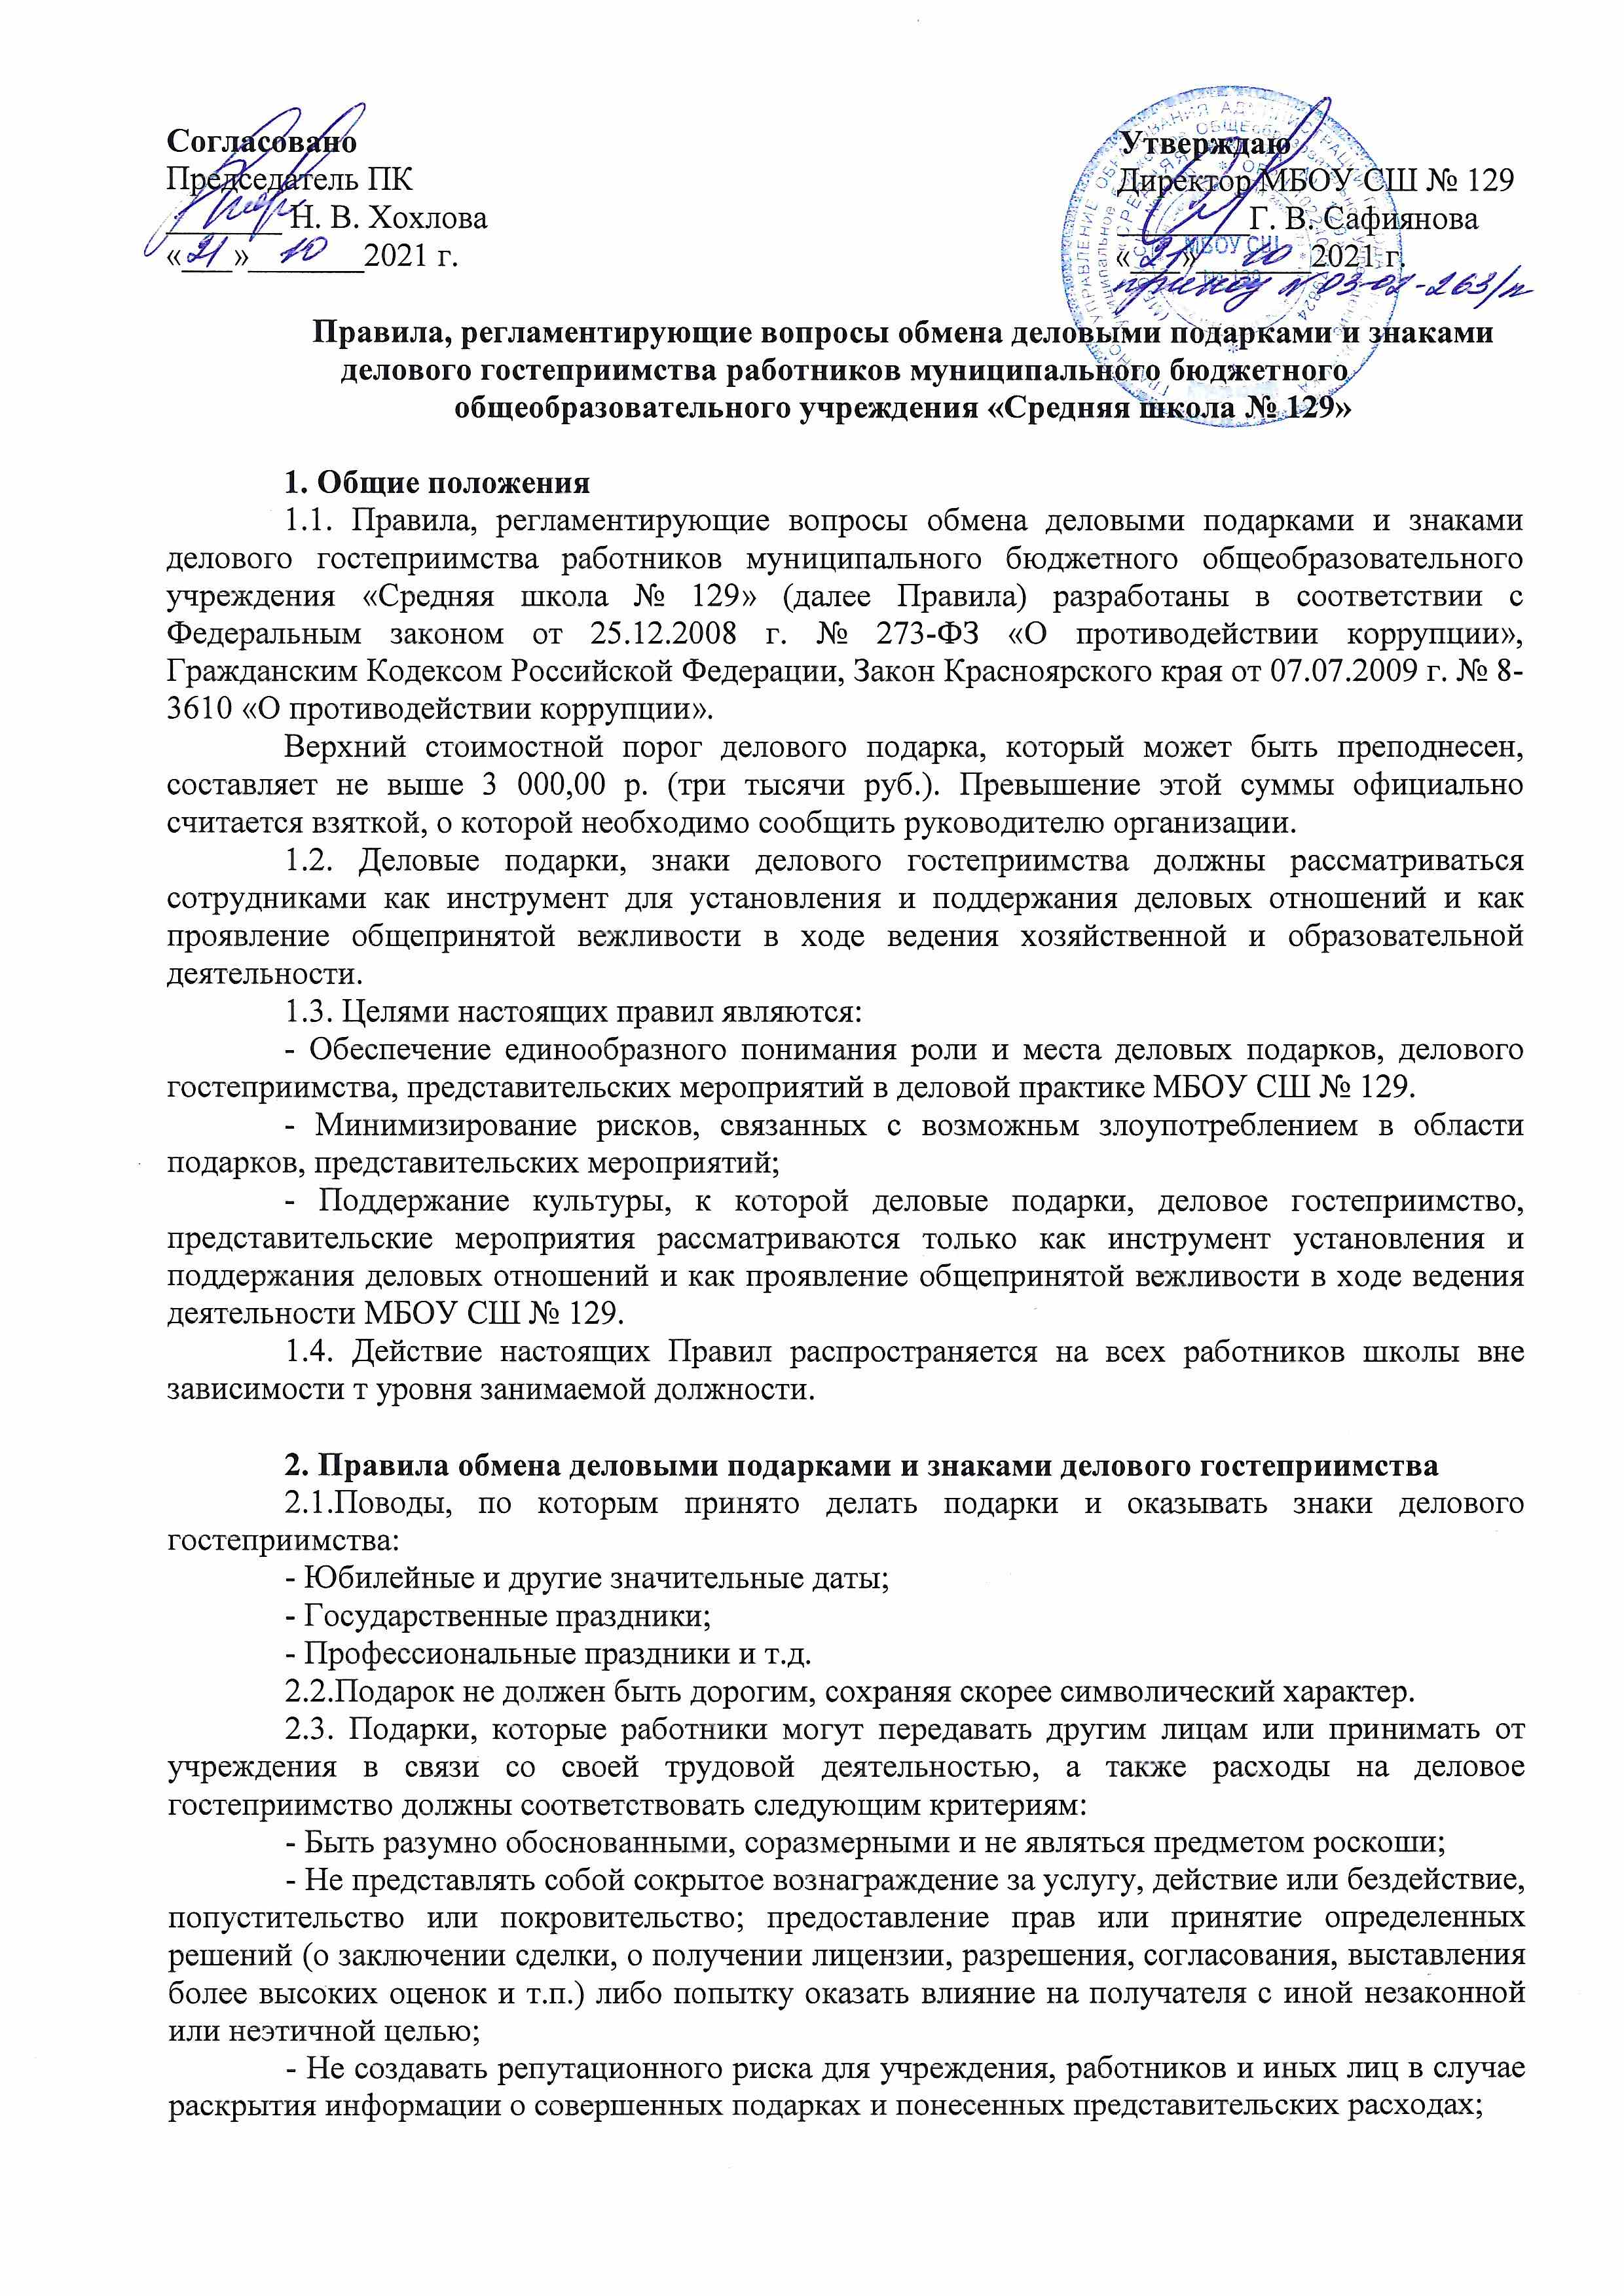 Согласовано
Председатель ПК
Н. В. Хохлова
«21» 10 2021 г.
Утверждаю
Директор МБОУ СШ № 129
Г. В. Сафиянова
«21» 10 2021 г.
№ 03-02-263/п
МБОУ СШ
Правила, регламентирующие вопросы обмена деловыми подарками и знаками
делового гостеприимства работников муниципального бюджетного
общеобразовательного учреждения «Средняя школа № 129»
1. Общие положения
1.1. Правила, регламентирующие вопросы обмена деловыми подарками и знаками
делового гостеприимства работников муниципального бюджетного общеобразовательного
учреждения «Средняя школа № 129» (далее Правила) разработаны в соответствии с
Федеральным законом от 25.12.2008 г. № 273-ФЗ «О противодействии коррупции»,
Гражданским Кодексом Российской Федерации, Закон Красноярского края от 07.07.2009 г. № 8-
3610 «О противодействии коррупции».
Верхний стоимостной порог делового подарка, который может быть преподнесен,
составляет не выше 3 000,00 р. (три тысячи руб.). Превышение этой суммы официально
считается взяткой, о которой необходимо сообщить руководителю организации.
1.2. Деловые подарки, знаки делового гостеприимства должны рассматриваться
сотрудниками как инструмент для установления и поддержания деловых отношений и как
проявление общепринятой вежливости в ходе ведения хозяйственной и образовательной
деятельности.
1.3. Целями настоящих правил являются:
- Обеспечение единообразного понимания роли и места деловых подарков, делового
гостеприимства, представительских мероприятий в деловой практике МБОУ СШ № 129.
- Минимизирование рисков, связанных с возможньм злоупотреблением в области
подарков, представительских мероприятий;
- Поддержание культуры, к которой деловые подарки, деловое гостеприимство,
представительские мероприятия рассматриваются только как инструмент установления и
поддержания деловых отношений и как проявление общепринятой вежливости в ходе ведения
деятельности МБОУ СШ № 129.
1.4. Действие настоящих Правил распространяется на всех работников школы вне
зависимости т уровня занимаемой должности.
2. Правила обмена деловыми подарками и знаками делового гостеприимства
2.1.Поводы, по которым принято делать подарки и оказывать знаки делового
гостеприимства:
- Юбилейные и другие значительные даты;
- Государственные праздники;
- Профессиональные праздники и т.д.
2.2.Подарок не должен быть дорогим, сохраняя скорее символический характер.
2.3. Подарки, которые работники могут передавать другим лицам или принимать от
учреждения в связи со своей трудовой деятельностью, а также расходы на деловое
гостеприимство должны соответствовать следующим критериям:
- Быть разумно обоснованными, соразмерными и не являться предметом роскоши;
- Не представлять собой сокрытое вознаграждение за услугу, действие или бездействие,
попустительство или покровительство; предоставление прав или принятие определенных
решений (о заключении сделки, о получении лицензии, разрешения, согласования, выставления
более высоких оценок и т.п.) либо попытку оказать влияние на получателя с иной незаконной
или неэтичной целью;
- Не создавать репутационного риска для учреждения, работников и иных лиц в случае
раскрытия информации о совершенных подарках и понесенных представительских расходах;